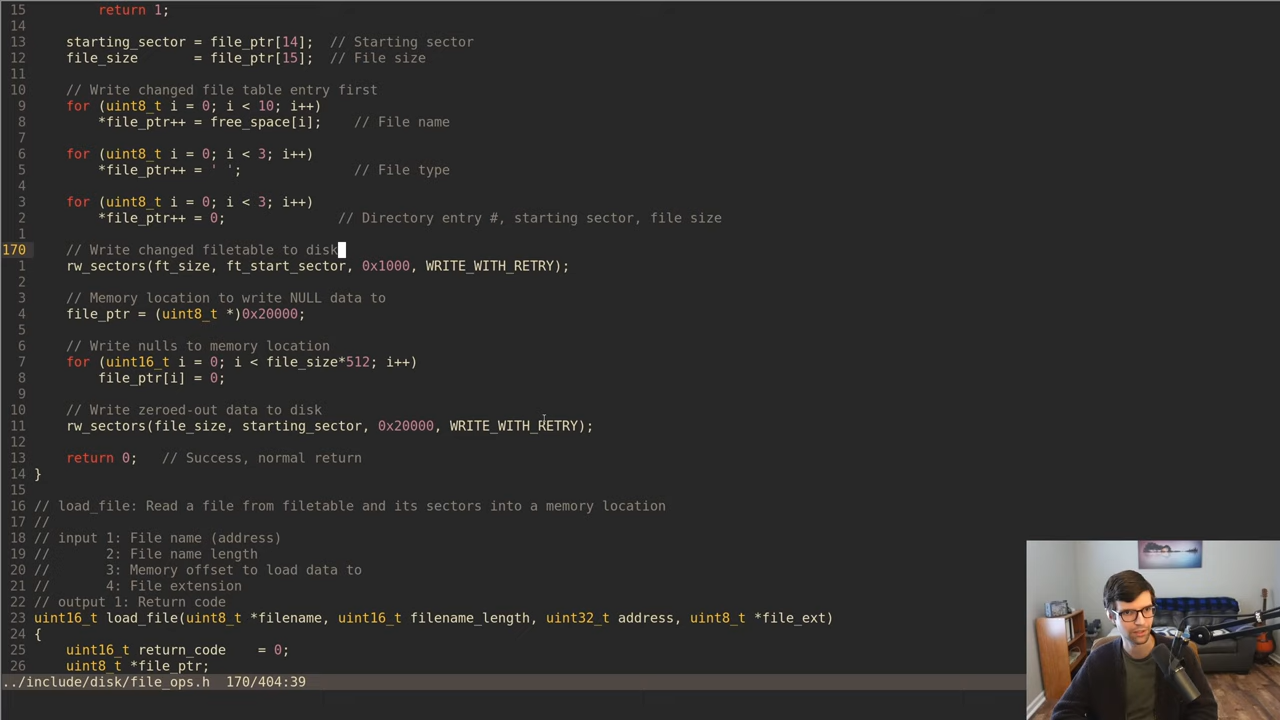 15         return 1;
14
13     starting_sector = file_ptr[14];  // Starting sector
12     file_size       = file_ptr[15];  // File size
11
10     // Write changed file table entry first
9     for (uint8_t i = 0; i < 10; i++)
8         *file_ptr++ = free_space[i];    // File name
7
6     for (uint8_t i = 0; i < 3; i++)
5         *file_ptr++ = ' ';              // File type
4
3     for (uint8_t i = 0; i < 3; i++)
2         *file_ptr++ = 0;              // Directory entry #, starting sector, file size
1
170     // Write changed filetable to disk
1     rw_sectors(ft_size, ft_start_sector, 0x1000, WRITE_WITH_RETRY);
2
3     // Memory location to write NULL data to
4     file_ptr = (uint8_t *)0x20000;
5
6     // Write nulls to memory location
7     for (uint16_t i = 0; i < file_size*512; i++)
8         file_ptr[i] = 0;
9
10     // Write zeroed-out data to disk
11     rw_sectors(file_size, starting_sector, 0x20000, WRITE_WITH_RETRY);
12
13     return 0;   // Success, normal return
14 }
15
16 // load_file: Read a file from filetable and its sectors into a memory location
17 //
18 // input 1: File name (address)
19 //       2: File name length
20 //       3: Memory offset to load data to
21 //       4: File extension
22 // output 1: Return code
23 uint16_t load_file(uint8_t *filename, uint16_t filename_length, uint32_t address, uint8_t *file_ext)
24 {
25     uint16_t return_code    = 0;
26     uint8_t *file_ptr;
../include/disk/file_ops.h  170/404:39